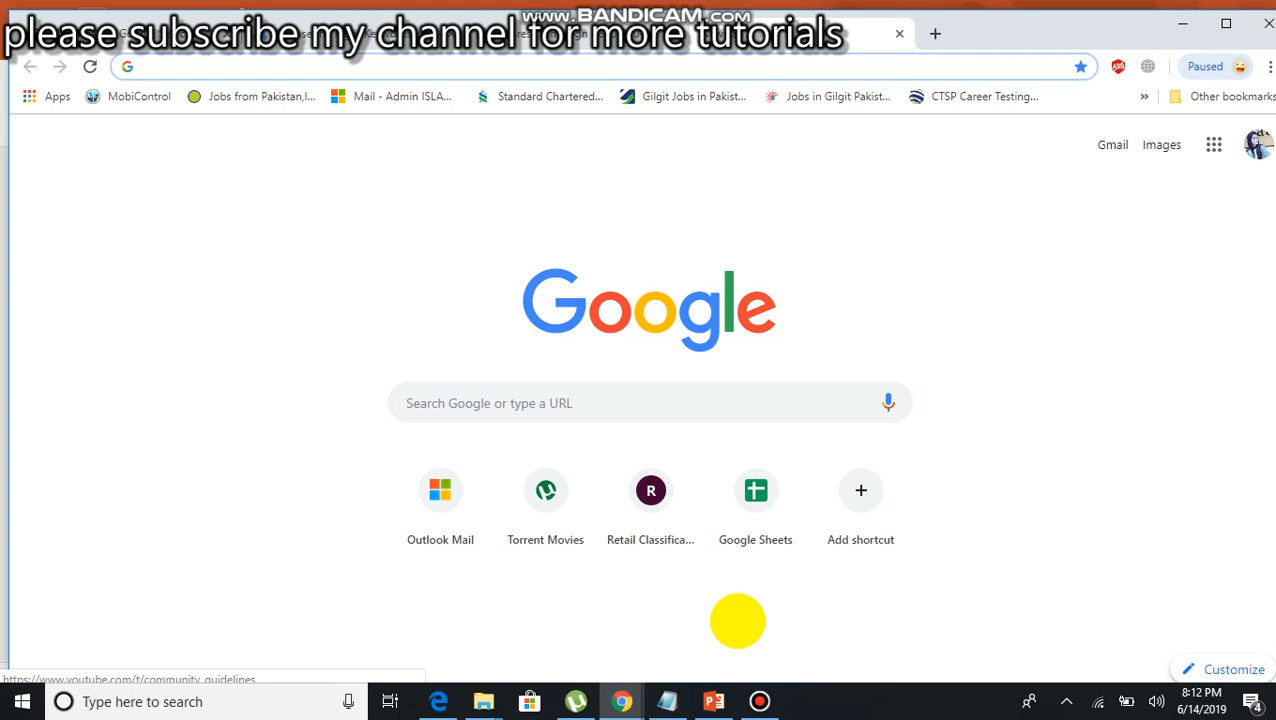 www.BANDICAM.com
please subscribe my channel for more tutorials
Paused
Apps
MobiControl
Jobs from Pakistan,I...
Mail - Admin ISLA...
Standard Chartered...
Gilgit Jobs in Pakist...
Jobs in Gilgit Pakist...
CTSP Career Testing...
»
Other bookmarks
Gmail
Images
Google
Search Google or type a URL
R
Outlook Mail
Torrent Movies
Retail Classifica...
Google Sheets
Add shortcut
Customize
https://www.youtube.com/t/community_guidelines
Type here to search
8:12 PM
6/14/2019
4